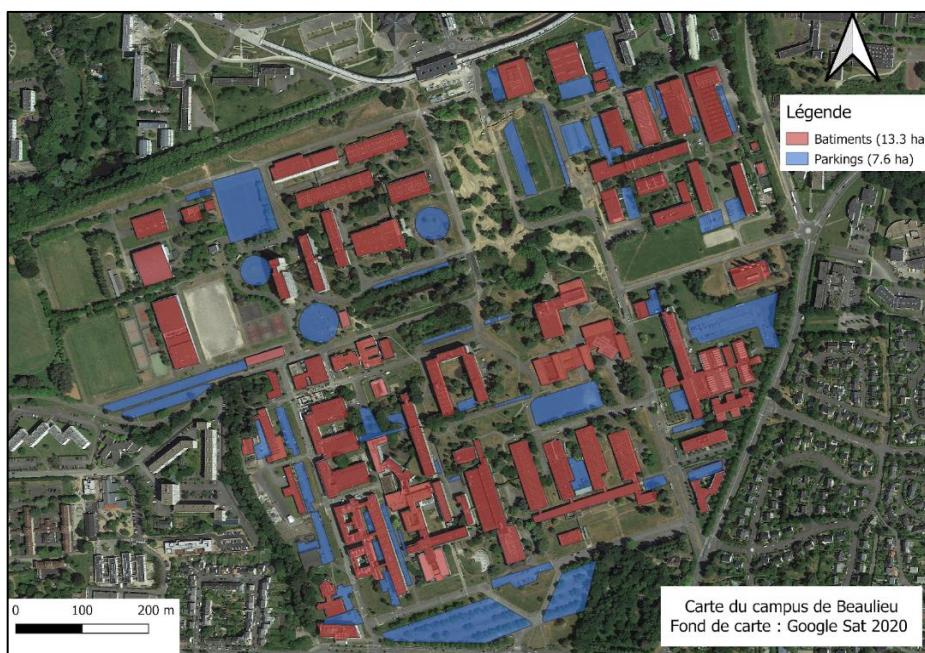 Légende
Batiments (13.3 ha
Parkings (7.6 ha)
0 100 200 m
Carte du campus de Beaulieu
Fond de carte : Google Sat 2020